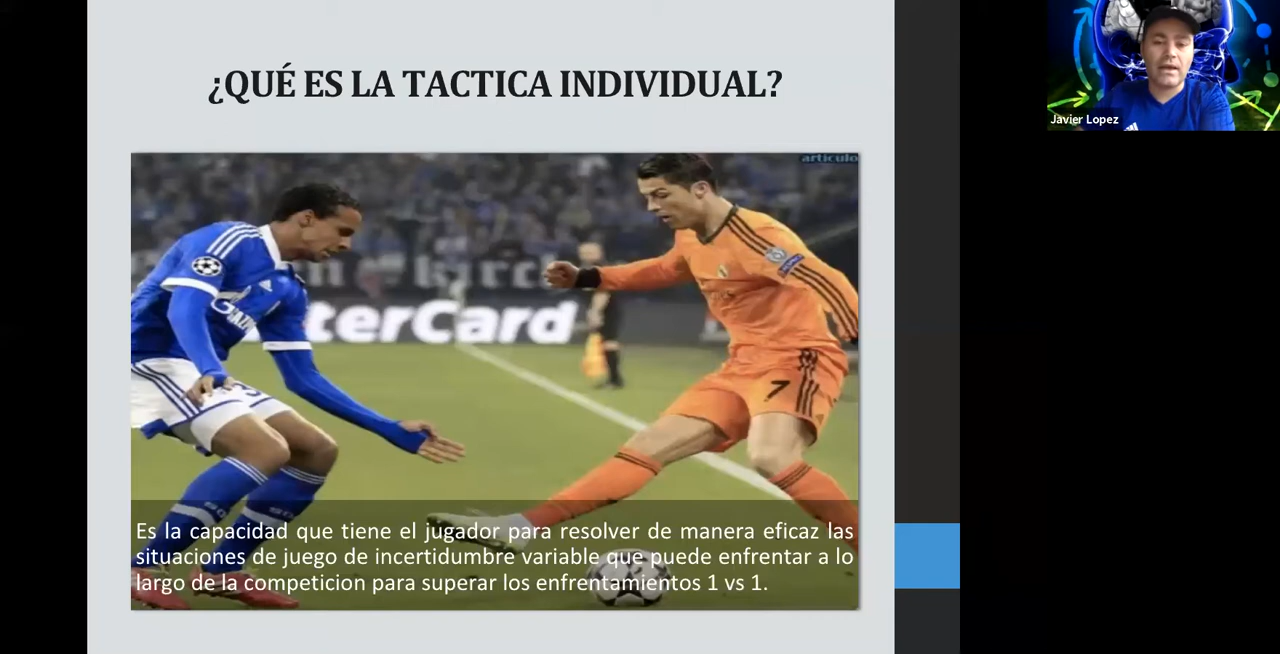 ¿QUÉ ES LA TACTICA INDIVIDUAL?
articulo
Javier Lopez
terCard
7
Es la capacidad que tiene el jugador para resolver de manera eficaz las
situaciones de juego de incertidumbre variable que puede enfrentar a lo
largo de la competicion para superar los enfrentamientos 1 vs 1.